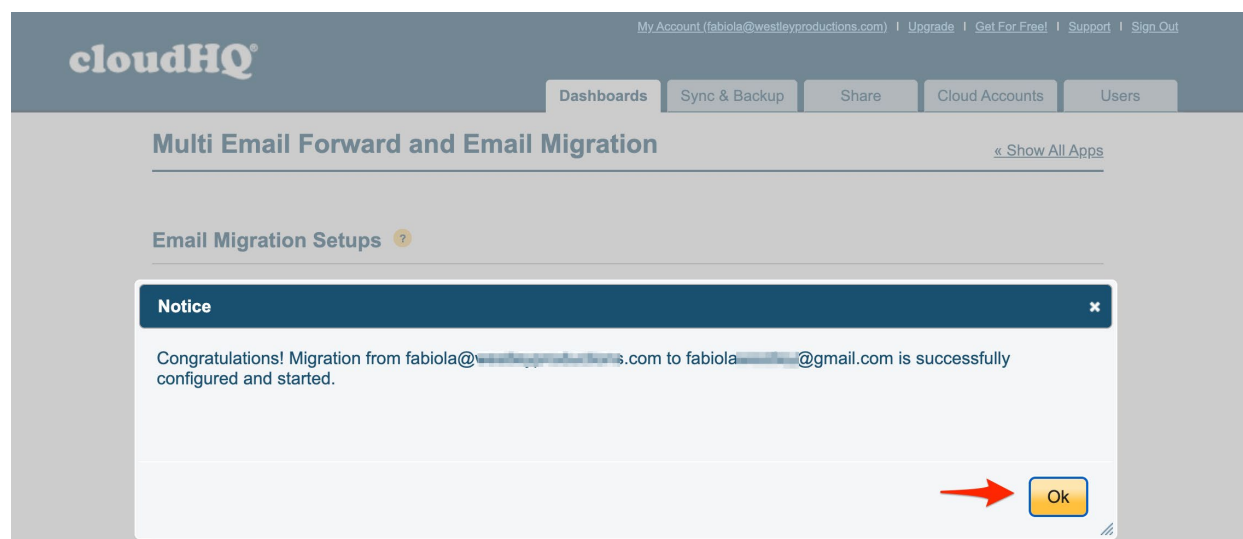 My Account (fabiola@westleyproductions.com) | Upgrade | Get For Free! | Support | Sign Out
cloudHQ®
Dashboards Sync & Backup Share Cloud Accounts Users
Multi Email Forward and Email Migration
« Show All Apps
Email Migration Setups ?
Notice ×
Congratulations! Migration from fabiola@ .com to fabiola @gmail.com is successfully
configured and started.
Ok